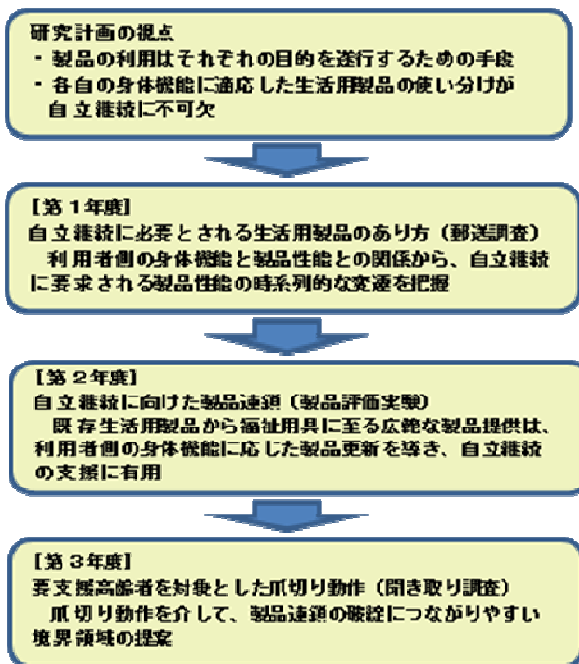 研究計画の視点
・製品の利用はそれぞれの目的を遂行するための手段
・各自の身体機能に適応した生活用製品の使い分けが
自立継続に不可欠
[第1年度]
自立継続に必要とされる生活用製品のあり方（郵送調査）
利用者側の身体機能と製品性能との関係から、自立継続
に要求される製品性能の時系列的な変遷を把握
[第2年度]
自立継続に向けた製品連鎖（製品評価実験）
既存生活用製品から福祉用具に至る広範な製品提供は、
利用者側の身体機能に応じた製品更新を導き、自立継続
の支援に有用
[第3年度]
要支援高齢者を対象とした爪切り動作（聞き取り調査）
爪切り動作を介して、製品連鎖の破綻につながりやすい
境界領域の提案